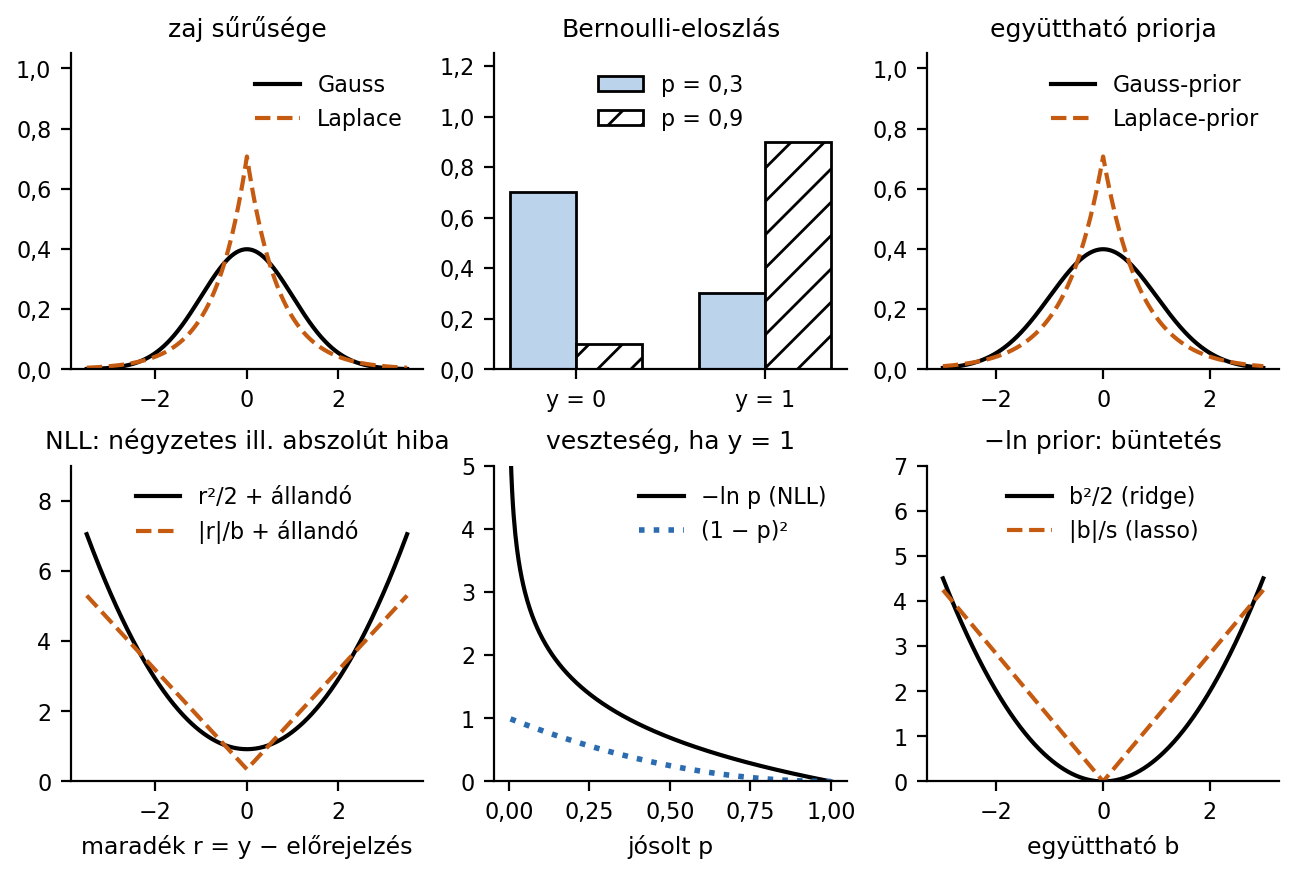 zaj sűrűsége
Gauss
Laplace
1,0
0,8
0,6
0,4
0,2
0,0
−2 0 2
Bernoulli-eloszlás
p = 0,3
p = 0,9
1,2
1,0
0,8
0,6
0,4
0,2
0,0
y = 0 y = 1
együttható priorja
Gauss-prior
Laplace-prior
1,0
0,8
0,6
0,4
0,2
0,0
−2 0 2
NLL: négyzetes ill. abszolút hiba
r²/2 + állandó
|r|/b + állandó
8
6
4
2
0
−2 0 2
maradék r = y − előrejelzés
veszteség, ha y = 1
−ln p (NLL)
(1 − p)²
5
4
3
2
1
0
0,00 0,25 0,50 0,75 1,00
jósolt p
−ln prior: büntetés
b²/2 (ridge)
|b|/s (lasso)
7
6
5
4
3
2
1
0
−2 0 2
együttható b